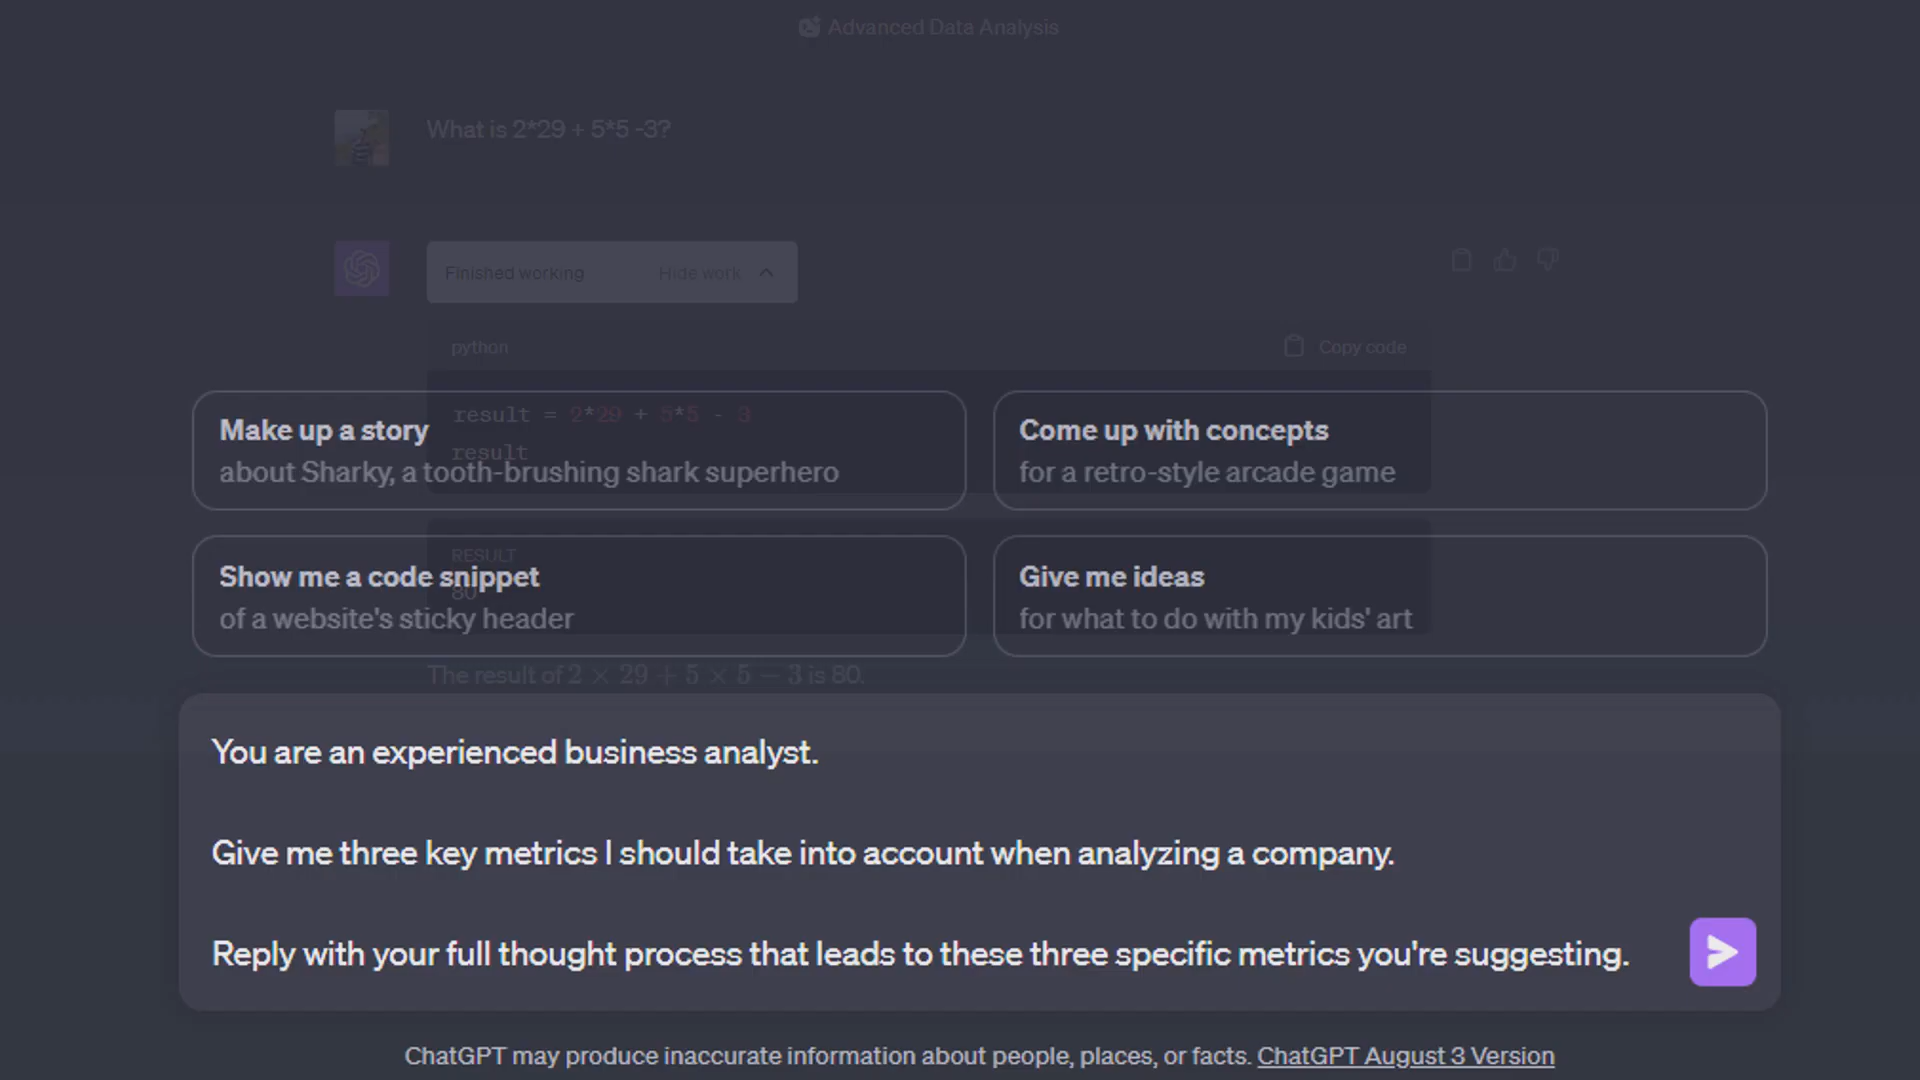 Advanced Data Analysis
What is 2*29 + 5*5 -3?
Finished working Hide work
python Copy code
result = 2*29 + 5*5 - 3
result
Make up a story
about Sharky, a tooth-brushing shark superhero
Come up with concepts
for a retro-style arcade game
RESULT
80
Show me a code snippet
of a website's sticky header
Give me ideas
for what to do with my kids' art
The result of 2 × 29 + 5 × 5 − 3 is 80.
You are an experienced business analyst.
Give me three key metrics I should take into account when analyzing a company.
Reply with your full thought process that leads to these three specific metrics you're suggesting.
ChatGPT may produce inaccurate information about people, places, or facts. ChatGPT August 3 Version